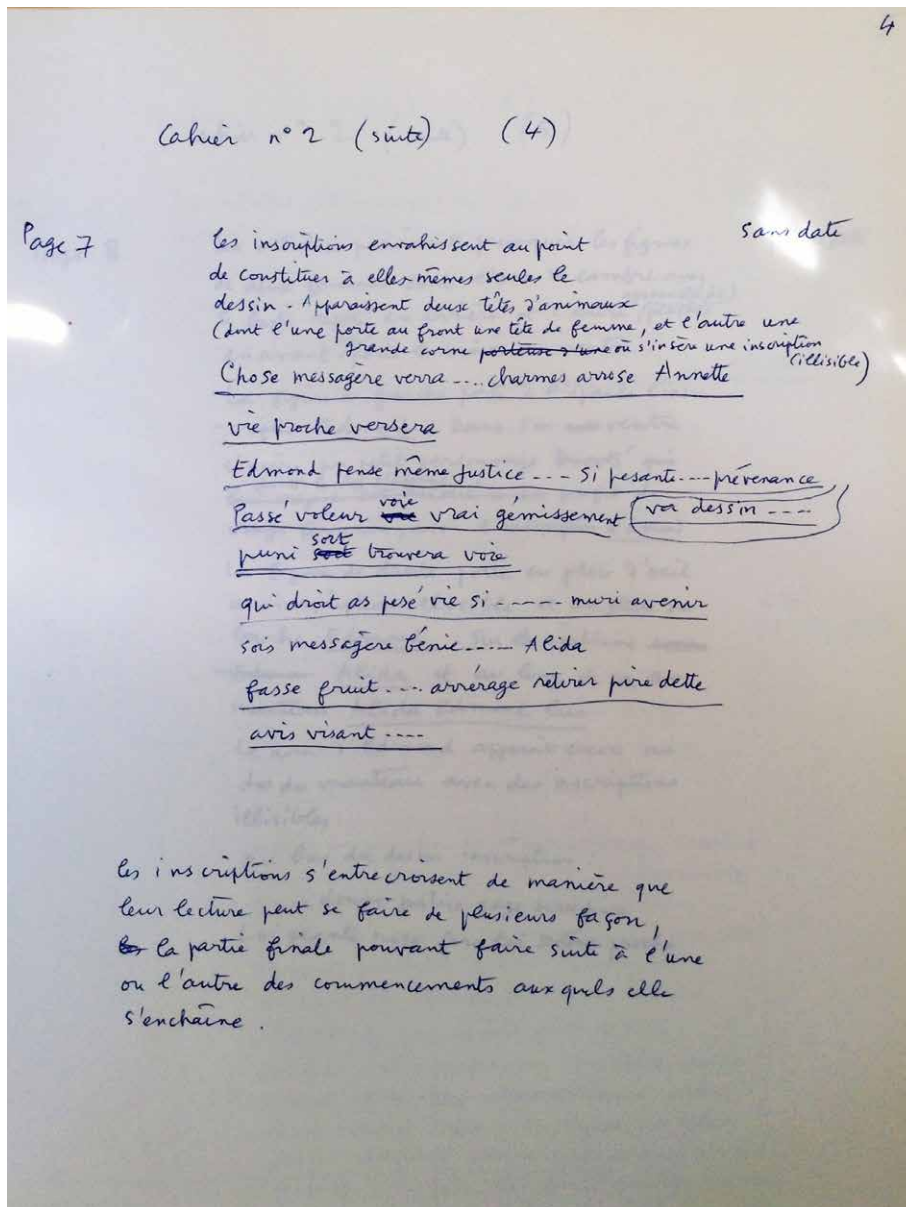 4
Cahier n° 2 (suite) (4)
Page 7
sans date
les inscriptions envahissent au point
de constituer à elles mêmes seules le
dessin - Apparaissent deux têtes d'animaux
(dont l'une porte au front une tête de femme, et l'autre une
grande corne porteuse d'une où s'insère une inscription
(illisible)
Chose messagère verra .... charmes arrose Annette
vie proche versera
Edmond pense même justice --- si pesante ---- prévenance
Passé voleur vie voie vrai gémissement voir dessin ----
puni sort sort trouvera voie
qui droit as pesé vie si ----- muri avenir
sois messagère bénie ..... Alida
fasse fruit .... arrérage retirer pire dette
avis visant ----
les inscriptions s'entrecroisent de manière que
leur lecture peut se faire de plusieurs façon,
la partie finale pouvant faire suite à l'une
ou l'autre des commencements auxquels elle
s'enchaîne.